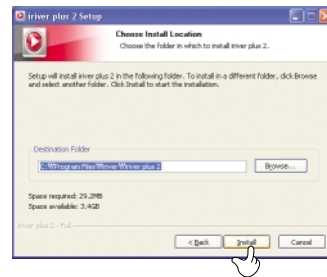 iriver plus 2 Setup
Choose Install Location
Choose the folder in which to install iriver plus 2.
Setup will install iriver plus 2 in the following folder. To install in a different folder, click Browse
and select another folder. Click Install to start the installation.
Destination Folder
C:₩Program Files₩iriver₩iriver plus 2
Browse...
Space required: 29.2MB
Space available: 3.4GB
iriver plus 2 - Full
< Back
Install
Cancel